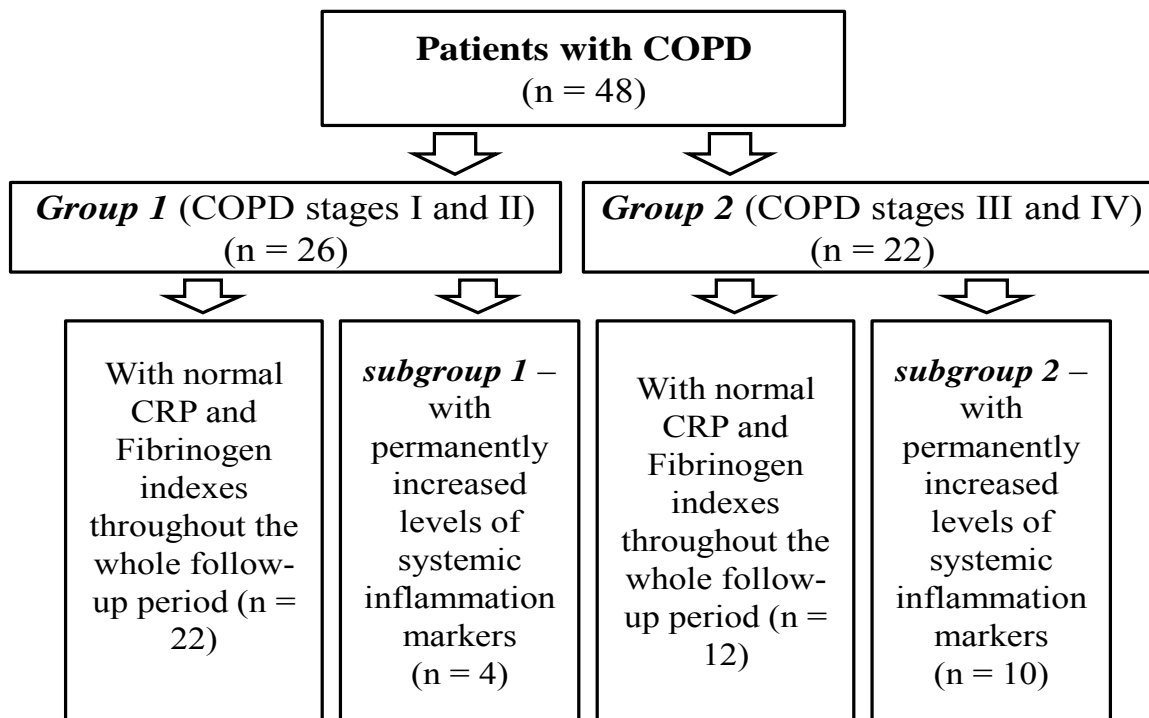 Patients with COPD
(n = 48)
Group 1 (COPD stages I and II)
(n = 26)
Group 2 (COPD stages III and IV)
(n = 22)
With normal
CRP and
Fibrinogen
indexes
throughout the
whole follow-
up period (n =
22)
subgroup 1 –
with
permanently
increased
levels of
systemic
inflammation
markers
(n = 4)
With normal
CRP and
Fibrinogen
indexes
throughout the
whole follow-
up period (n =
12)
subgroup 2 –
with
permanently
increased
levels of
systemic
inflammation
markers
(n = 10)